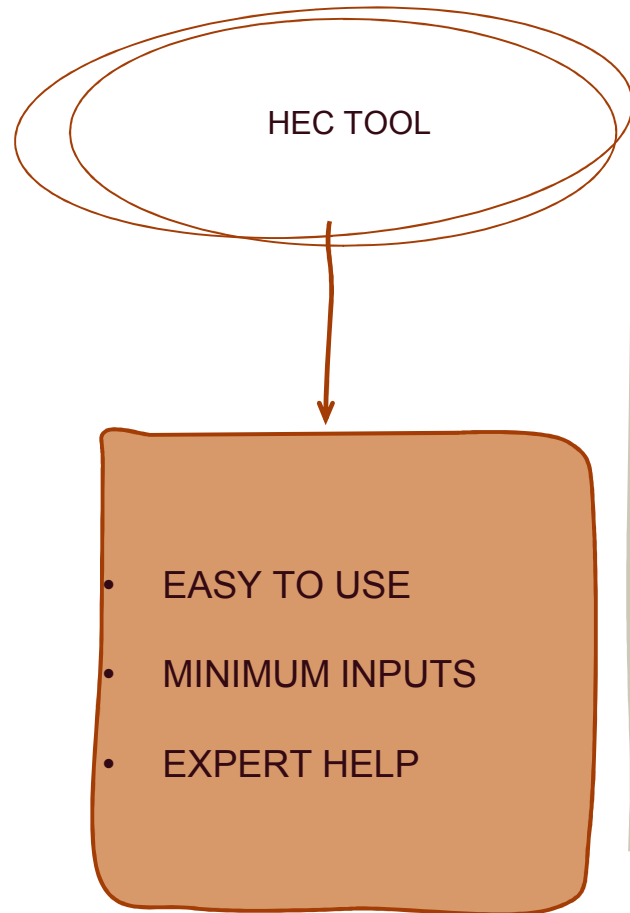 HEC TOOL
• EASY TO USE
• MINIMUM INPUTS
• EXPERT HELP